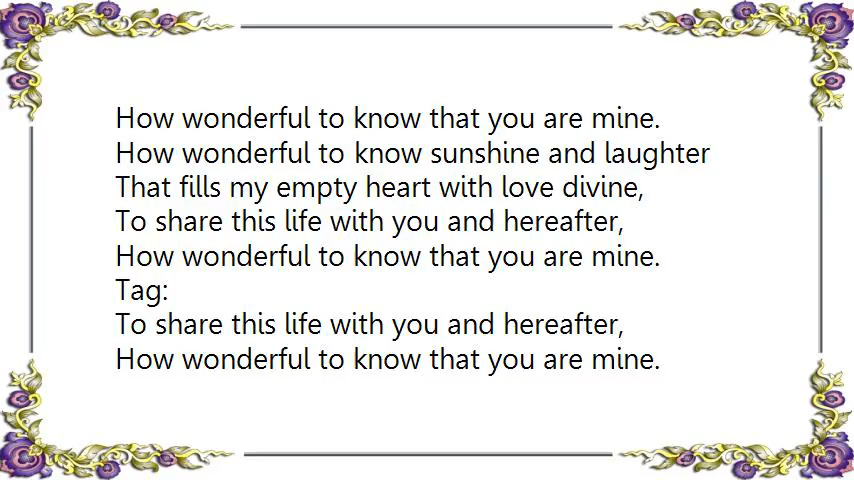 How wonderful to know that you are mine.
How wonderful to know sunshine and laughter
That fills my empty heart with love divine,
To share this life with you and hereafter,
How wonderful to know that you are mine.
Tag:
To share this life with you and hereafter,
How wonderful to know that you are mine.